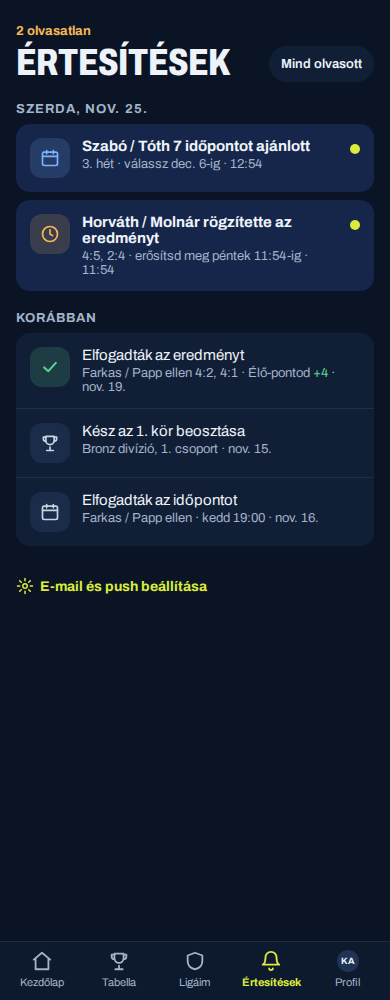 2 olvasatlan
ÉRTESÍTÉSEK
Mind olvasott
SZERDA, NOV. 25.
Szabó / Tóth 7 időpontot ajánlott
3. hét · válassz dec. 6-ig · 12:54
Horváth / Molnár rögzítette az
eredményt
4:5, 2:4 · erősítsd meg péntek 11:54-ig ·
11:54
KORÁBBAN
Elfogadták az eredményt
Farkas / Papp ellen 4:2, 4:1 · Élő-pontod +4 ·
nov. 19.
Kész az 1. kör beosztása
Bronz divízió, 1. csoport · nov. 15.
Elfogadták az időpontot
Farkas / Papp ellen · kedd 19:00 · nov. 16.
E-mail és push beállítása
KA
Kezdőlap Tabella Ligáim Értesítések Profil